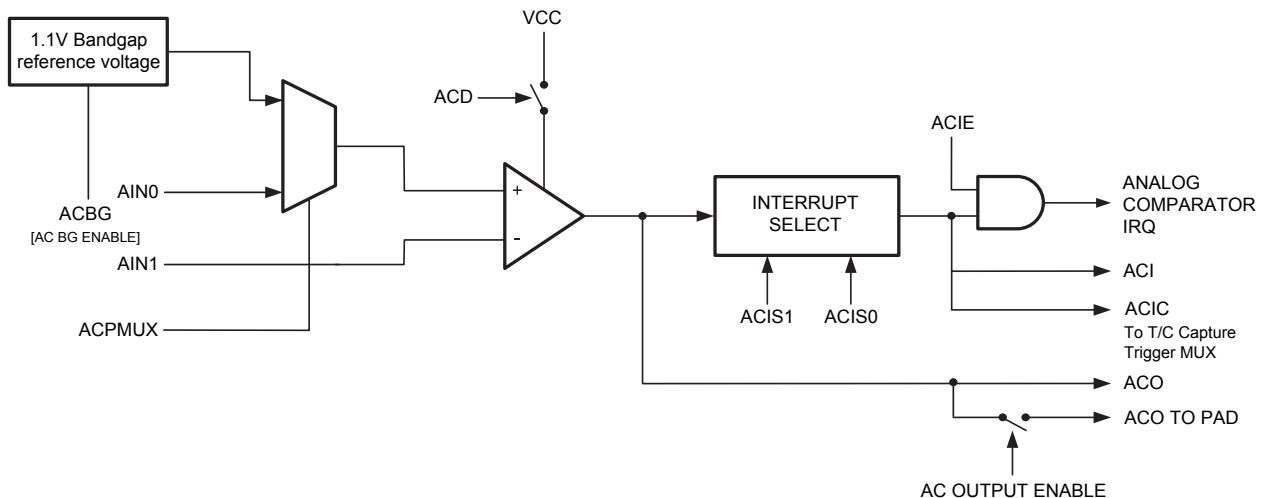 VCC
1.1V Bandgap
reference voltage
ACD
ACIE
AIN0
ACBG
[AC BG ENABLE]
AIN1
ACPMUX
+
-
INTERRUPT
SELECT
ACIS1
ACIS0
ANALOG
COMPARATOR
IRQ
ACI
ACIC
To T/C Capture
Trigger MUX
ACO
ACO TO PAD
AC OUTPUT ENABLE